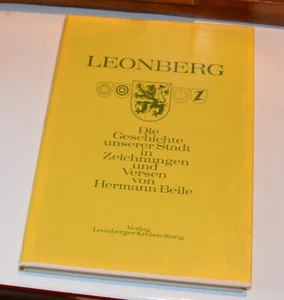 LEONBERG
Die
Geschichte
unserer Stadt
in
Zeichnungen
und
Versen
von
Hermann Beile
Verlag
Leonberger Kreiszeitung